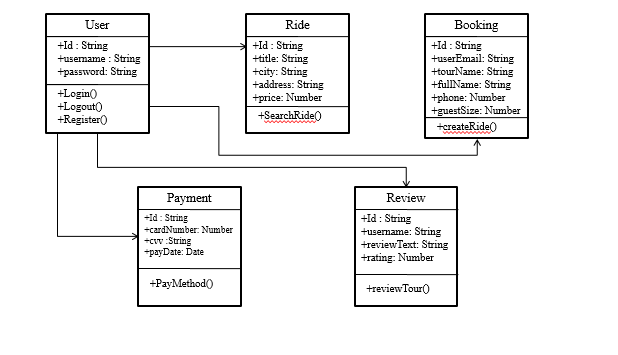 User
+Id : String
+username : String
+password: String
+Login()
+Logout()
+Register()
Ride
+Id : String
+title: String
+city: String
+address: String
+price: Number
+SearchRide()
Booking
+Id : String
+userEmail: String
+tourName: String
+fullName: String
+phone: Number
+guestSize: Number
+createRide()
Payment
+Id : String
+cardNumber: Number
+cvv :String
+payDate: Date
+PayMethod()
Review
+Id : String
+username: String
+reviewText: String
+rating: Number
+reviewTour()